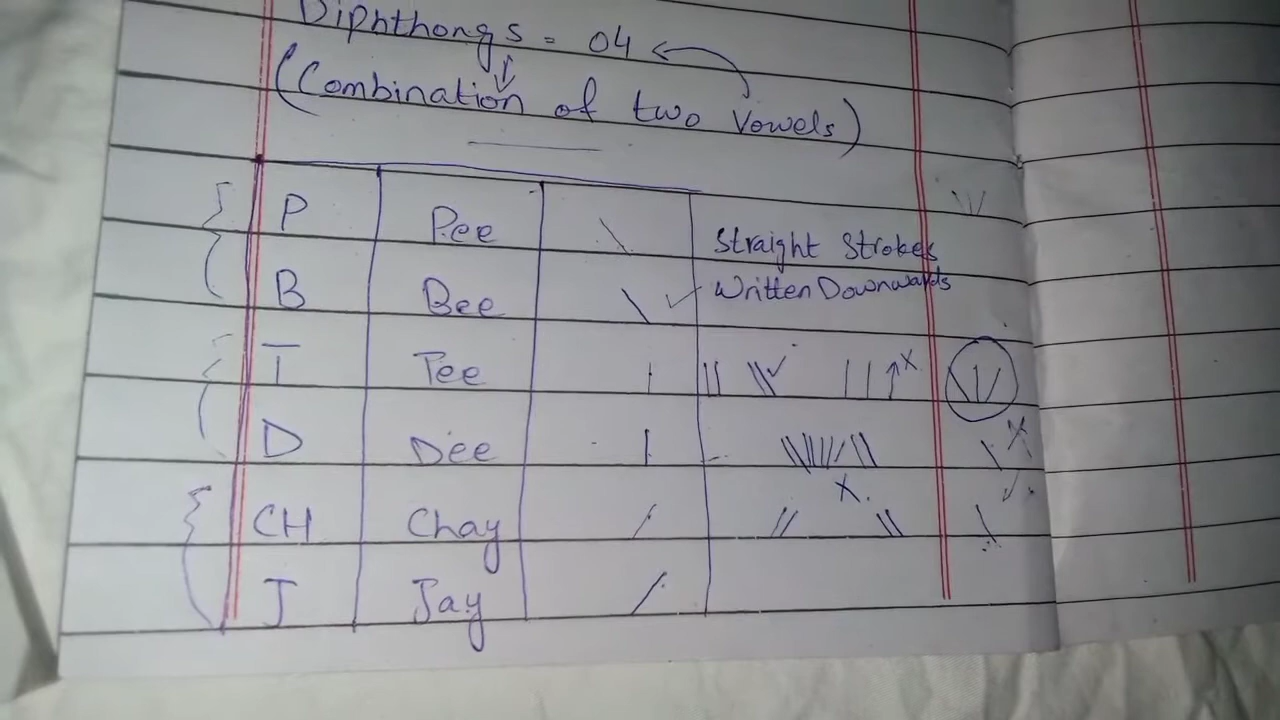 Diphthongs = 04
(Combination of two Vowels)
P Pee \ Straight Strokes
B Bee \ ✓ Written Downwards
T Tee |
D Dee |
CH Chay /
J Jay /